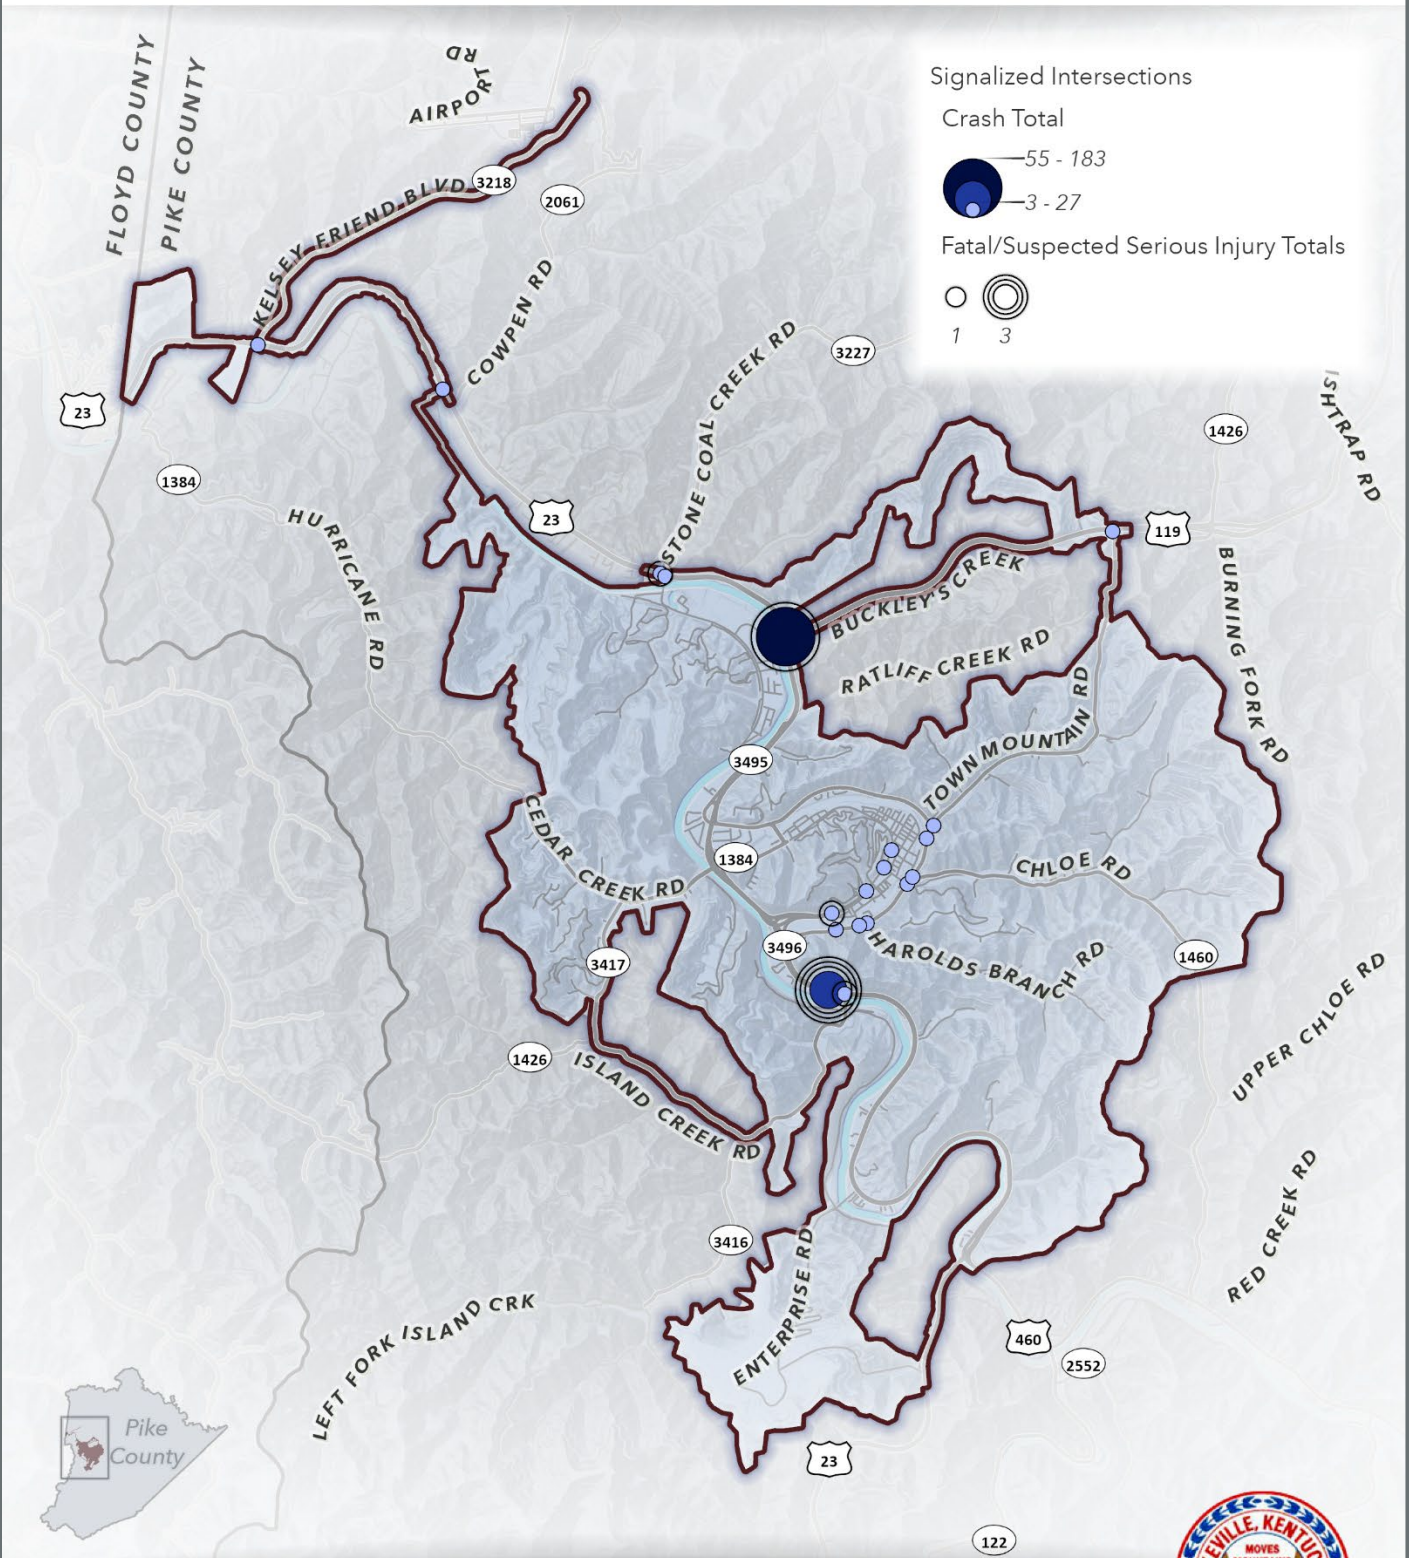 FLOYD COUNTY
PIKE COUNTY
AIRPORT RD
Signalized Intersections
Crash Total
55 - 183
3 - 27
Fatal/Suspected Serious Injury Totals
1
3
3218
2061
KELSEY FRIEND BLVD
COWPEN RD
STONE COAL CREEK RD
3227
23
1426
1384
HURRICANE RD
23
119
BUCKLEY'S CREEK
RATLIFF CREEK RD
BURNING FORK RD
TOWN MOUNTAIN RD
3495
CEDAR CREEK RD
1384
CHLOE RD
3496
HAROLDS BRANCH RD
3417
1460
UPPER CHLOE RD
1426
ISLAND CREEK RD
3416
ENTERPRISE RD
RED CREEK RD
LEFT FORK ISLAND CRK
460
2552
Pike
County
23
122
MOVES